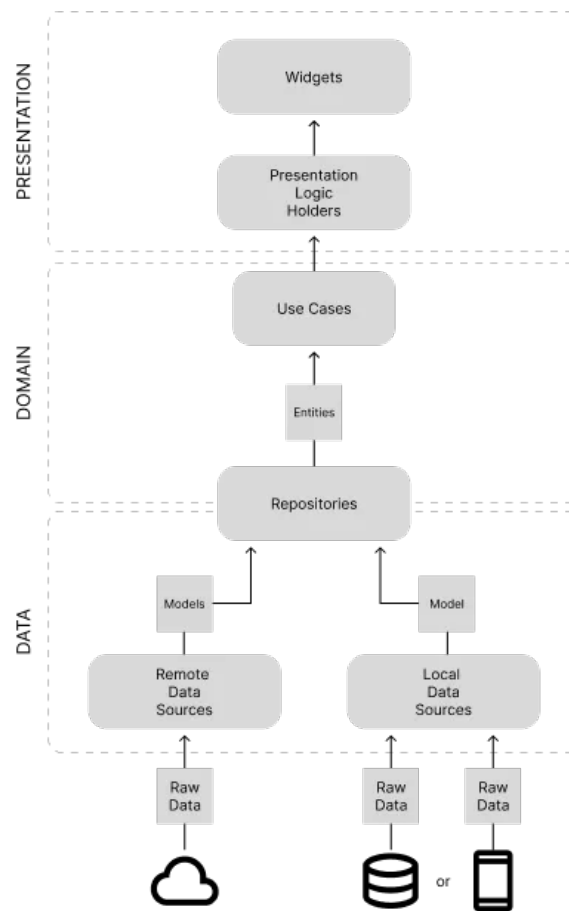 PRESENTATION
Widgets
Presentation
Logic
Holders
DOMAIN
Use Cases
Entities
Repositories
DATA
Models
Model
Remote
Data
Sources
Local
Data
Sources
Raw
Data
Raw
Data
Raw
Data
or